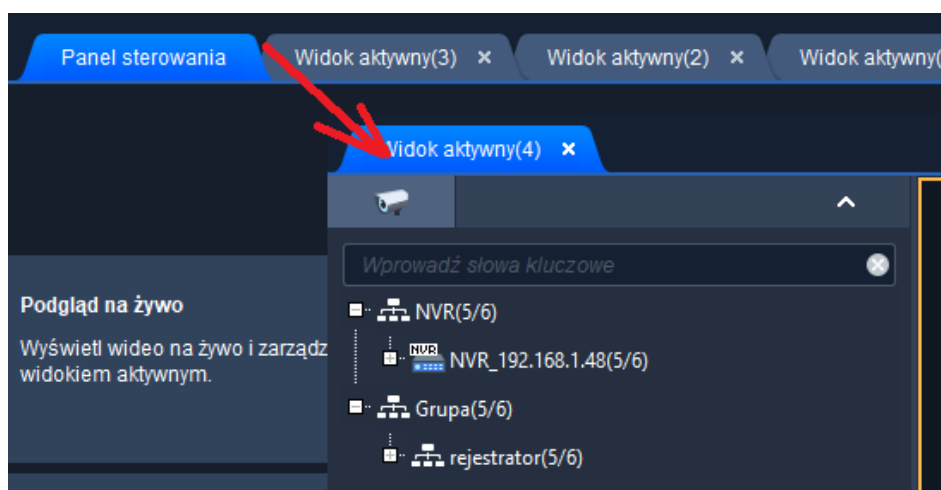 Panel sterowania
Widok aktywny(3)
Widok aktywny(2)
Widok aktywny(
Widok aktywny(4)
Wprowadź słowa kluczowe
Podgląd na żywo
Wyświetl wideo na żywo i zarządz
widokiem aktywnym.
NVR(5/6)
NVR
NVR_192.168.1.48(5/6)
Grupa(5/6)
rejestrator(5/6)